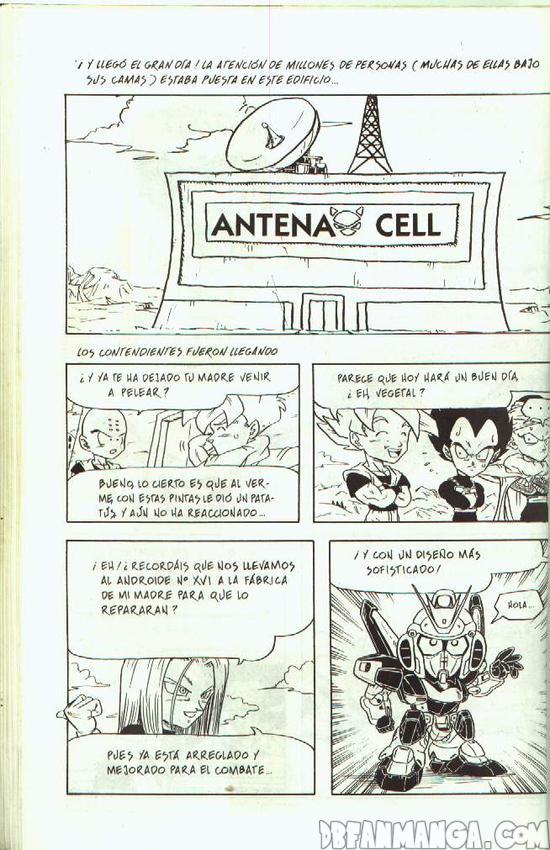 ¡Y LLEGÓ EL GRAN DÍA! LA ATENCIÓN DE MILLONES DE PERSONAS (MUCHAS DE ELLAS BAJO
SUS CAMAS) ESTABA PUESTA EN ESTE EDIFICIO...
ANTENA CELL
LOS CONTENDIENTES FUERON LLEGANDO
¿Y YA TE HA DEJADO TU MADRE VENIR
A PELEAR?
BUENO, LO CIERTO ES QUE AL VER-
ME CON ESTAS PINTAS LE DIÓ UN PATA-
TÚS Y AÚN NO HA REACCIONADO...
PARECE QUE HOY HARÁ UN BUEN DÍA,
¿EH, VEGETAL?
¡EH! ¿RECORDÁIS QUE NOS LLEVAMOS
AL ANDROIDE Nº XVI A LA FÁBRICA
DE MI MADRE PARA QUE LO
REPARARAN?
PUES YA ESTÁ ARREGLADO Y
MEJORADO PARA EL COMBATE...
¡Y CON UN DISEÑO MÁS
SOFISTICADO!
HOLA...
DBFANMANGA.COM